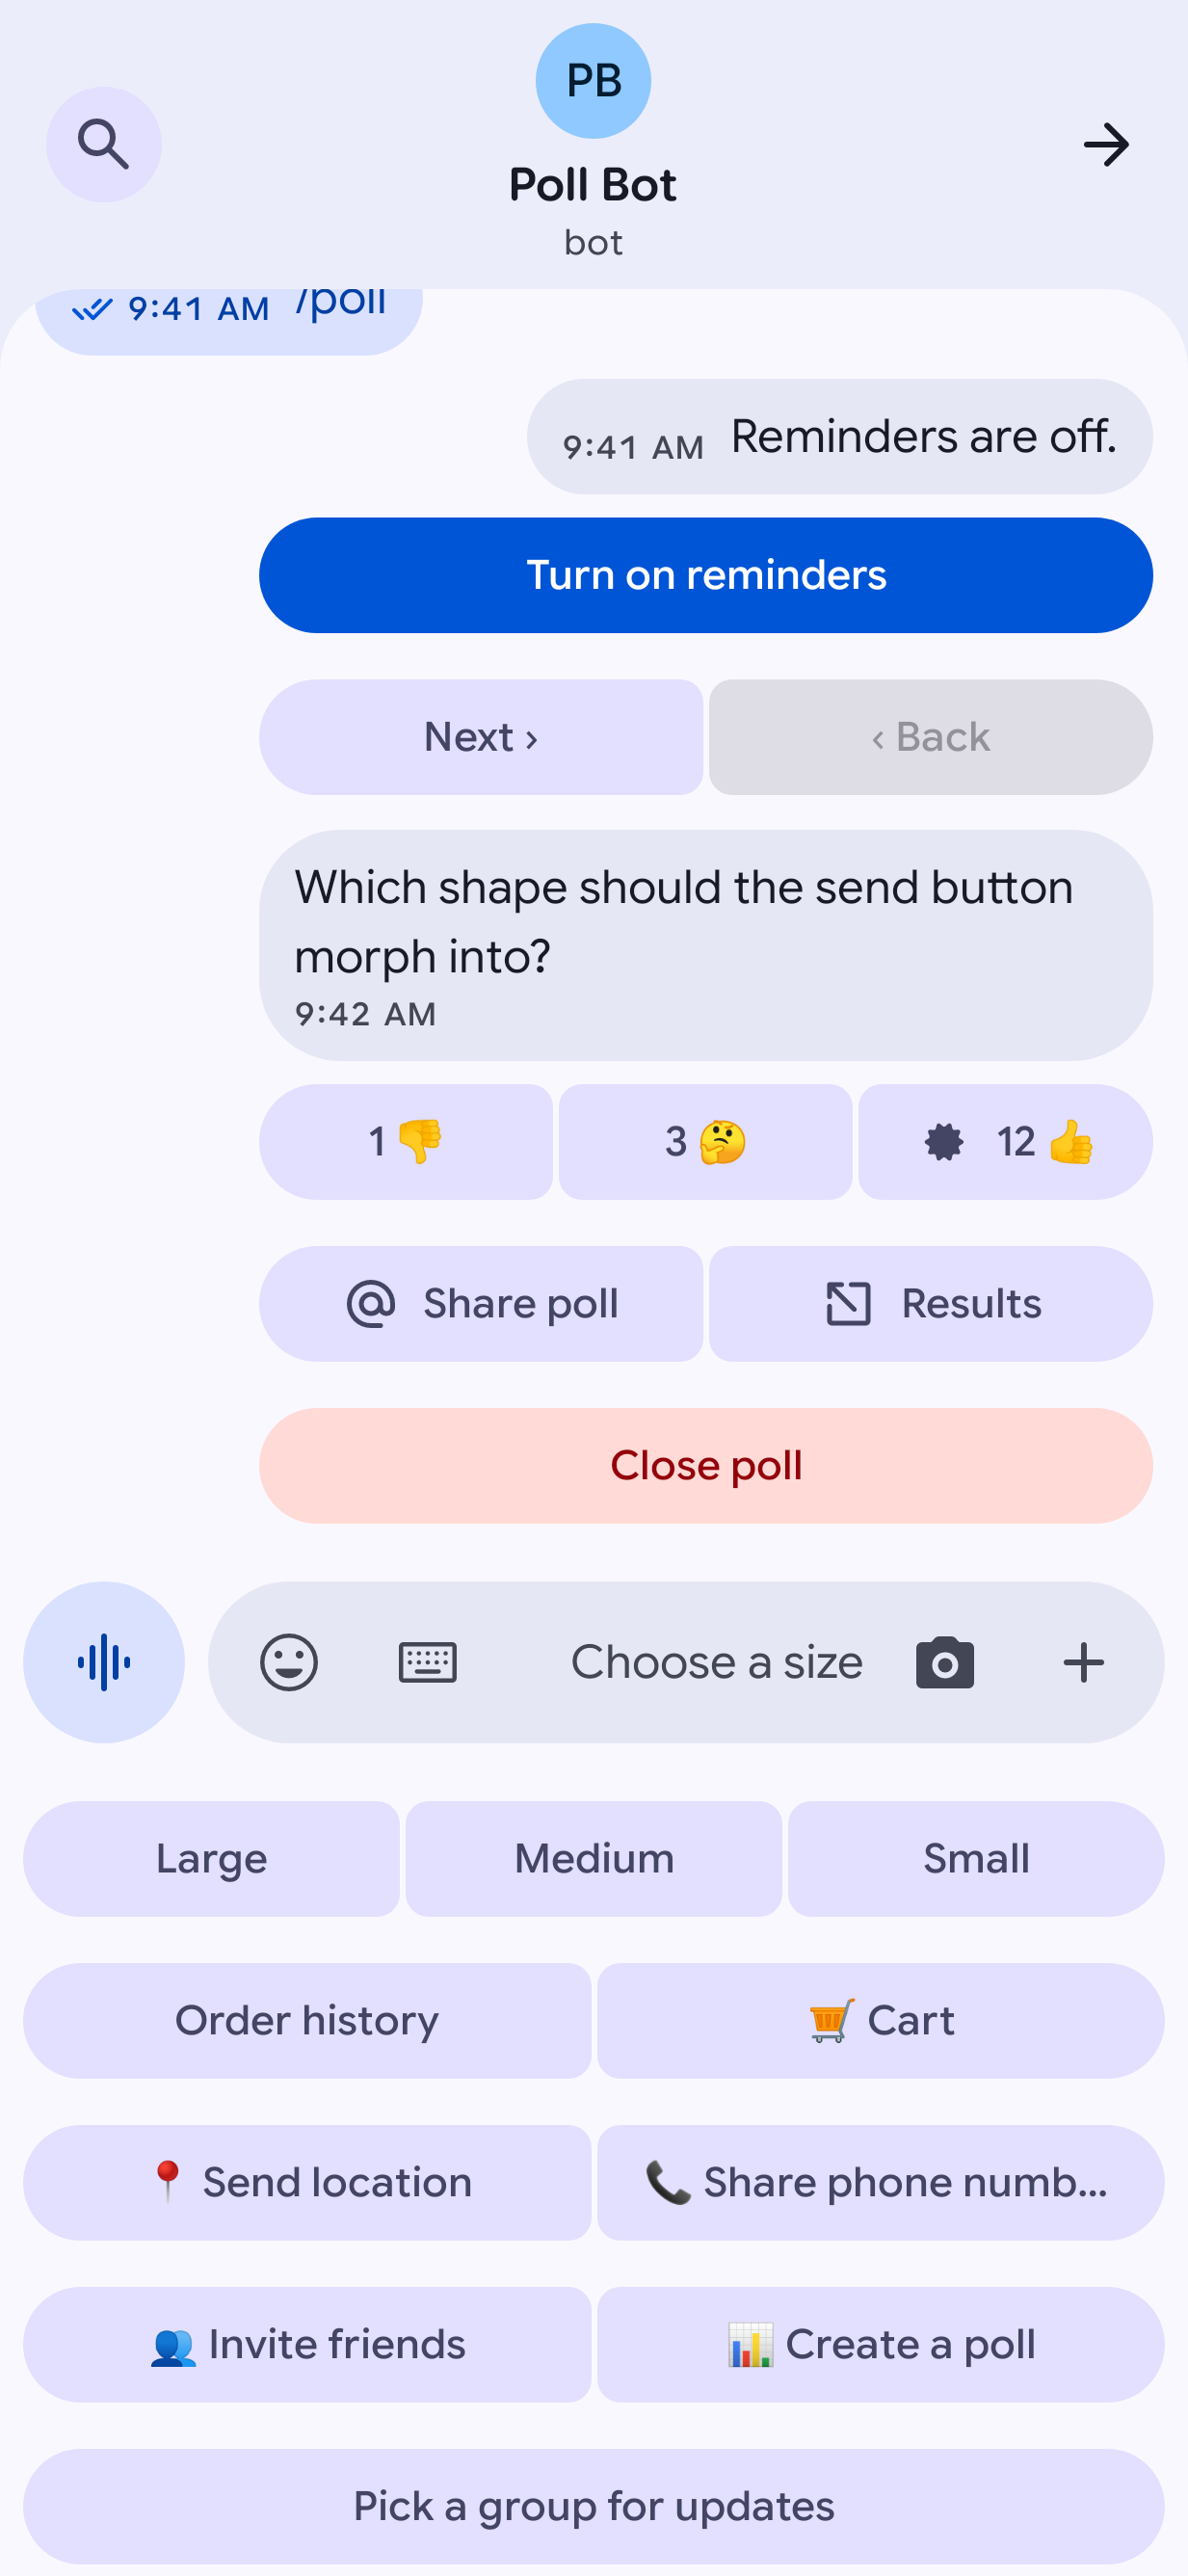 PB
Poll Bot
bot
/poll
9:41 AM
Reminders are off.
9:41 AM
Turn on reminders
Next ›
‹ Back
Which shape should the send button
morph into?
9:42 AM
1 👎
3 🤔
12 👍
Share poll
Results
Close poll
Choose a size
Large
Medium
Small
Order history
🛒 Cart
📍 Send location
📞 Share phone numb...
👥 Invite friends
📊 Create a poll
Pick a group for updates